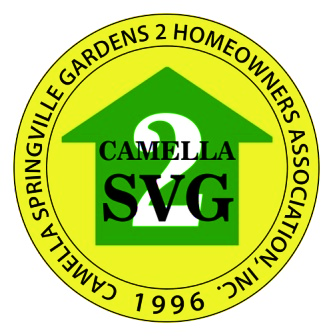 CAMELLA SPRINGVILLE GARDENS 2 HOMEOWNERS ASSOCIATION, INC.
2
CAMELLA
SVG
1996